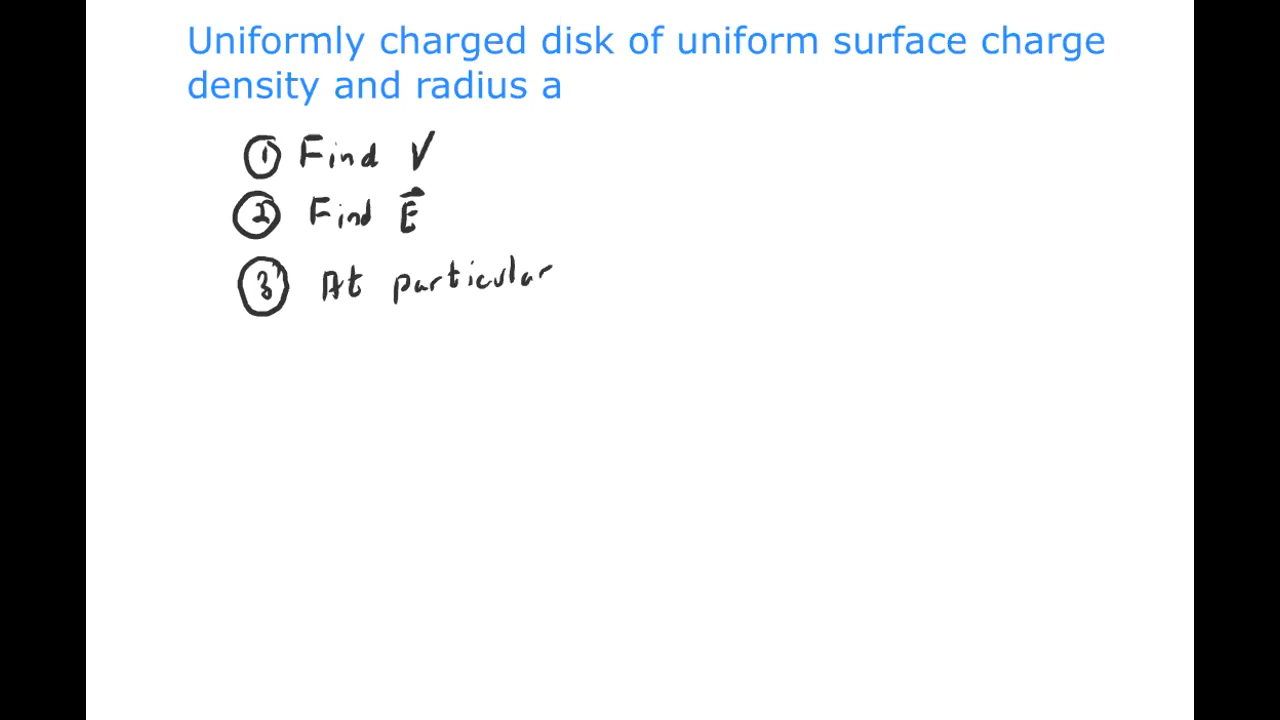 Uniformly charged disk of uniform surface charge
density and radius a
① Find V
② Find E⃗
③ At particular